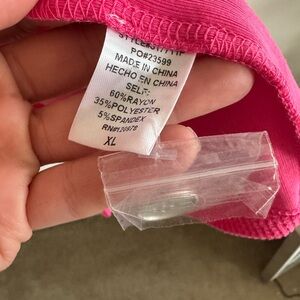 PO#23599
MADE IN CHINA
HECHO EN CHINA
SELF:
60%RAYON
35%POLYESTER
5%SPANDEX
XL